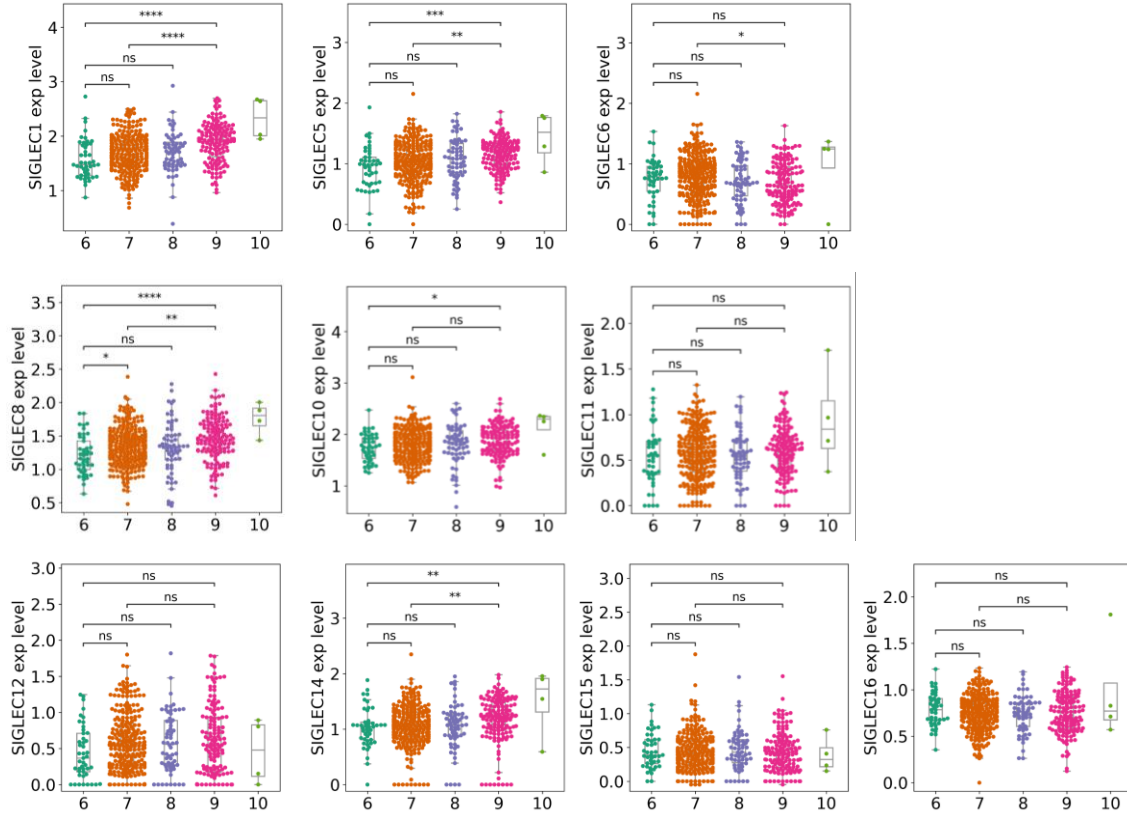 SIGLEC1 exp level
4
3
2
1
****
****
ns
ns
6 7 8 9 10
SIGLEC5 exp level
3
2
1
0
***
**
ns
ns
6 7 8 9 10
SIGLEC6 exp level
3
2
1
0
ns
*
ns
ns
6 7 8 9 10
SIGLEC8 exp level
3.5
3.0
2.5
2.0
1.5
1.0
0.5
****
**
ns
*
6 7 8 9 10
SIGLEC10 exp level
4
3
2
1
*
ns
ns
ns
6 7 8 9 10
SIGLEC11 exp level
2.0
1.5
1.0
0.5
0.0
ns
ns
ns
ns
6 7 8 9 10
SIGLEC12 exp level
3.0
2.5
2.0
1.5
1.0
0.5
0.0
ns
ns
ns
ns
6 7 8 9 10
SIGLEC14 exp level
3
2
1
0
**
**
ns
ns
6 7 8 9 10
SIGLEC15 exp level
3.0
2.5
2.0
1.5
1.0
0.5
0.0
ns
ns
ns
ns
6 7 8 9 10
SIGLEC16 exp level
2.0
1.5
1.0
0.5
0.0
ns
ns
ns
ns
6 7 8 9 10